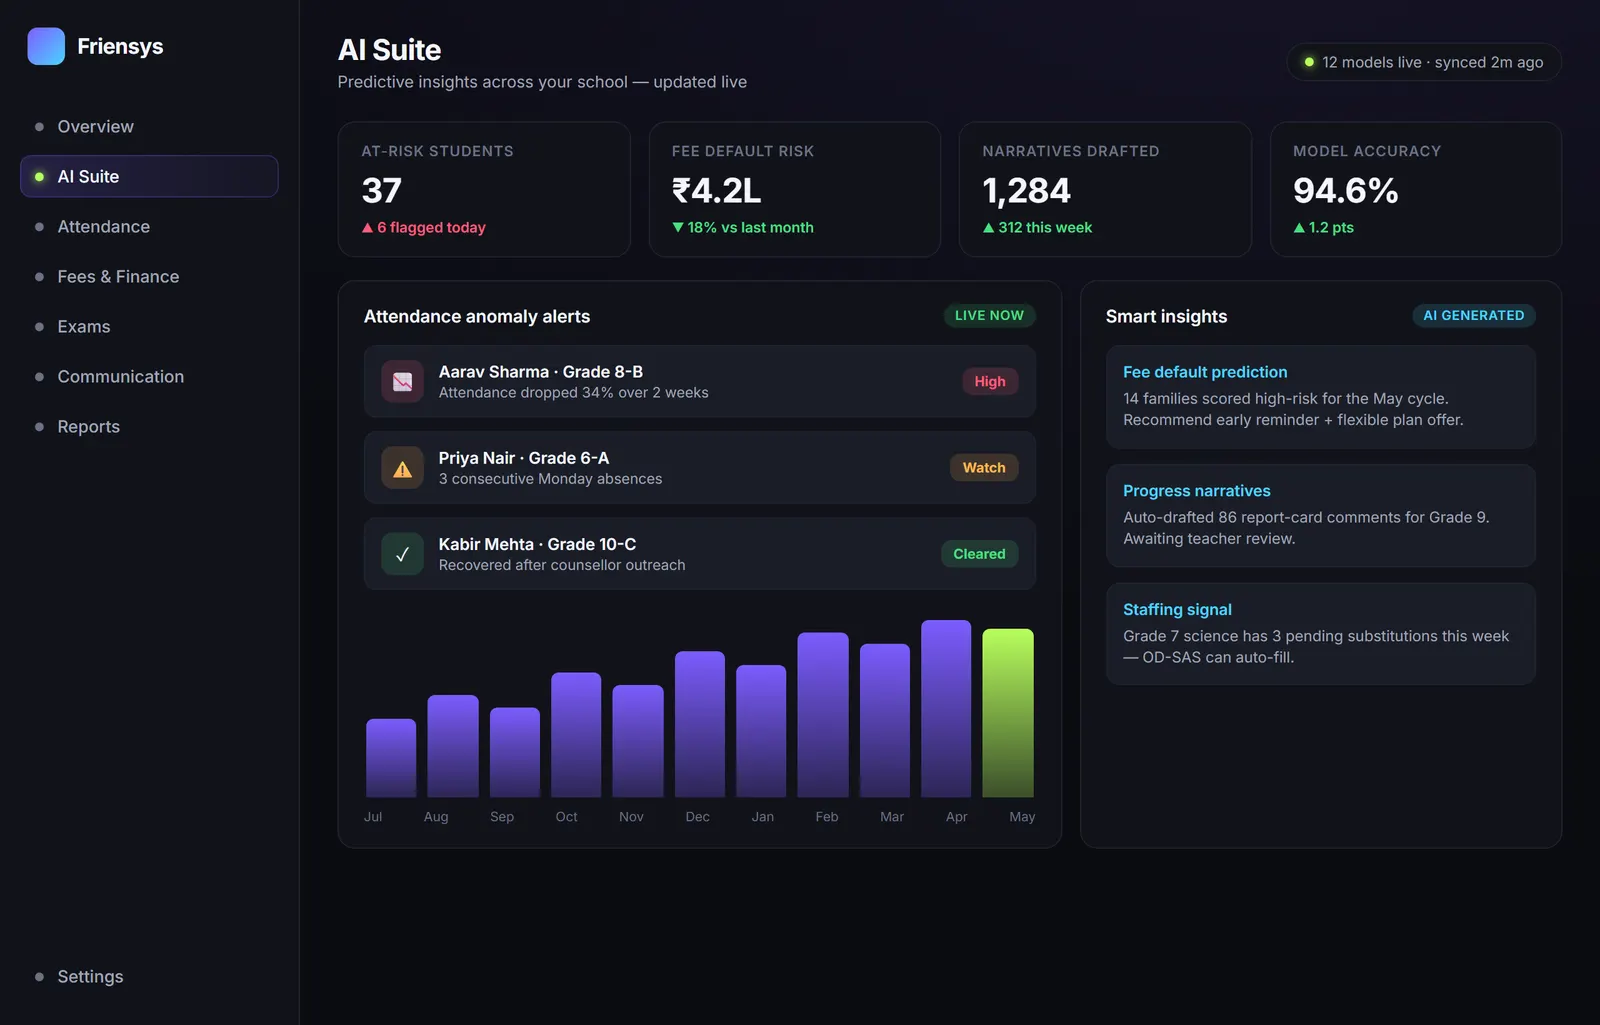 Friensys
Overview
AI Suite
Attendance
Fees & Finance
Exams
Communication
Reports
Settings
AI Suite
Predictive insights across your school — updated live
12 models live · synced 2m ago
AT-RISK STUDENTS
37
▲ 6 flagged today
FEE DEFAULT RISK
₹4.2L
▼ 18% vs last month
NARRATIVES DRAFTED
1,284
▲ 312 this week
MODEL ACCURACY
94.6%
▲ 1.2 pts
Attendance anomaly alerts
LIVE NOW
Aarav Sharma · Grade 8-B
Attendance dropped 34% over 2 weeks
High
Priya Nair · Grade 6-A
3 consecutive Monday absences
Watch
Kabir Mehta · Grade 10-C
Recovered after counsellor outreach
Cleared
Jul Aug Sep Oct Nov Dec Jan Feb Mar Apr May
Smart insights
AI GENERATED
Fee default prediction
14 families scored high-risk for the May cycle.
Recommend early reminder + flexible plan offer.
Progress narratives
Auto-drafted 86 report-card comments for Grade 9.
Awaiting teacher review.
Staffing signal
Grade 7 science has 3 pending substitutions this week
— OD-SAS can auto-fill.